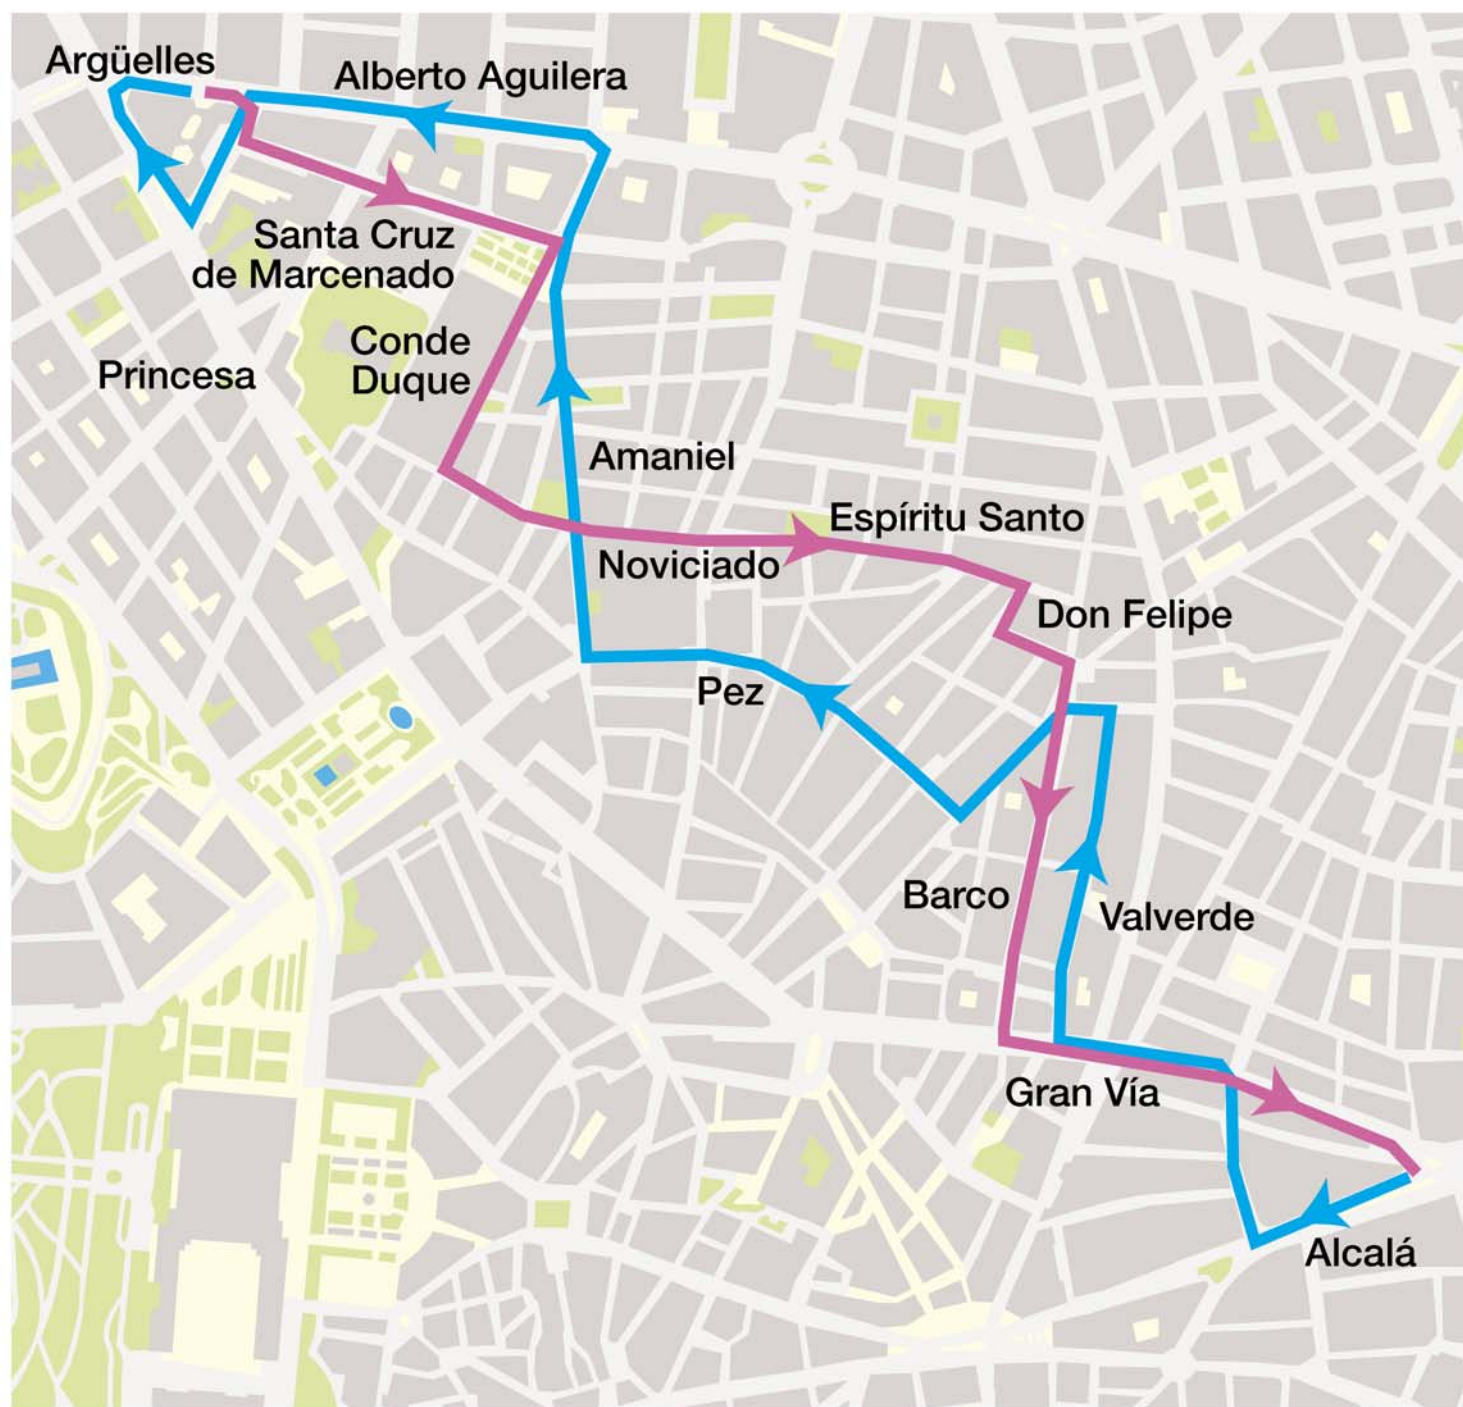 Argüelles
Alberto Aguilera
Santa Cruz
de Marcenado
Conde
Duque
Princesa
Amaniel
Espíritu Santo
Noviciado
Don Felipe
Pez
Barco
Valverde
Gran Vía
Alcalá